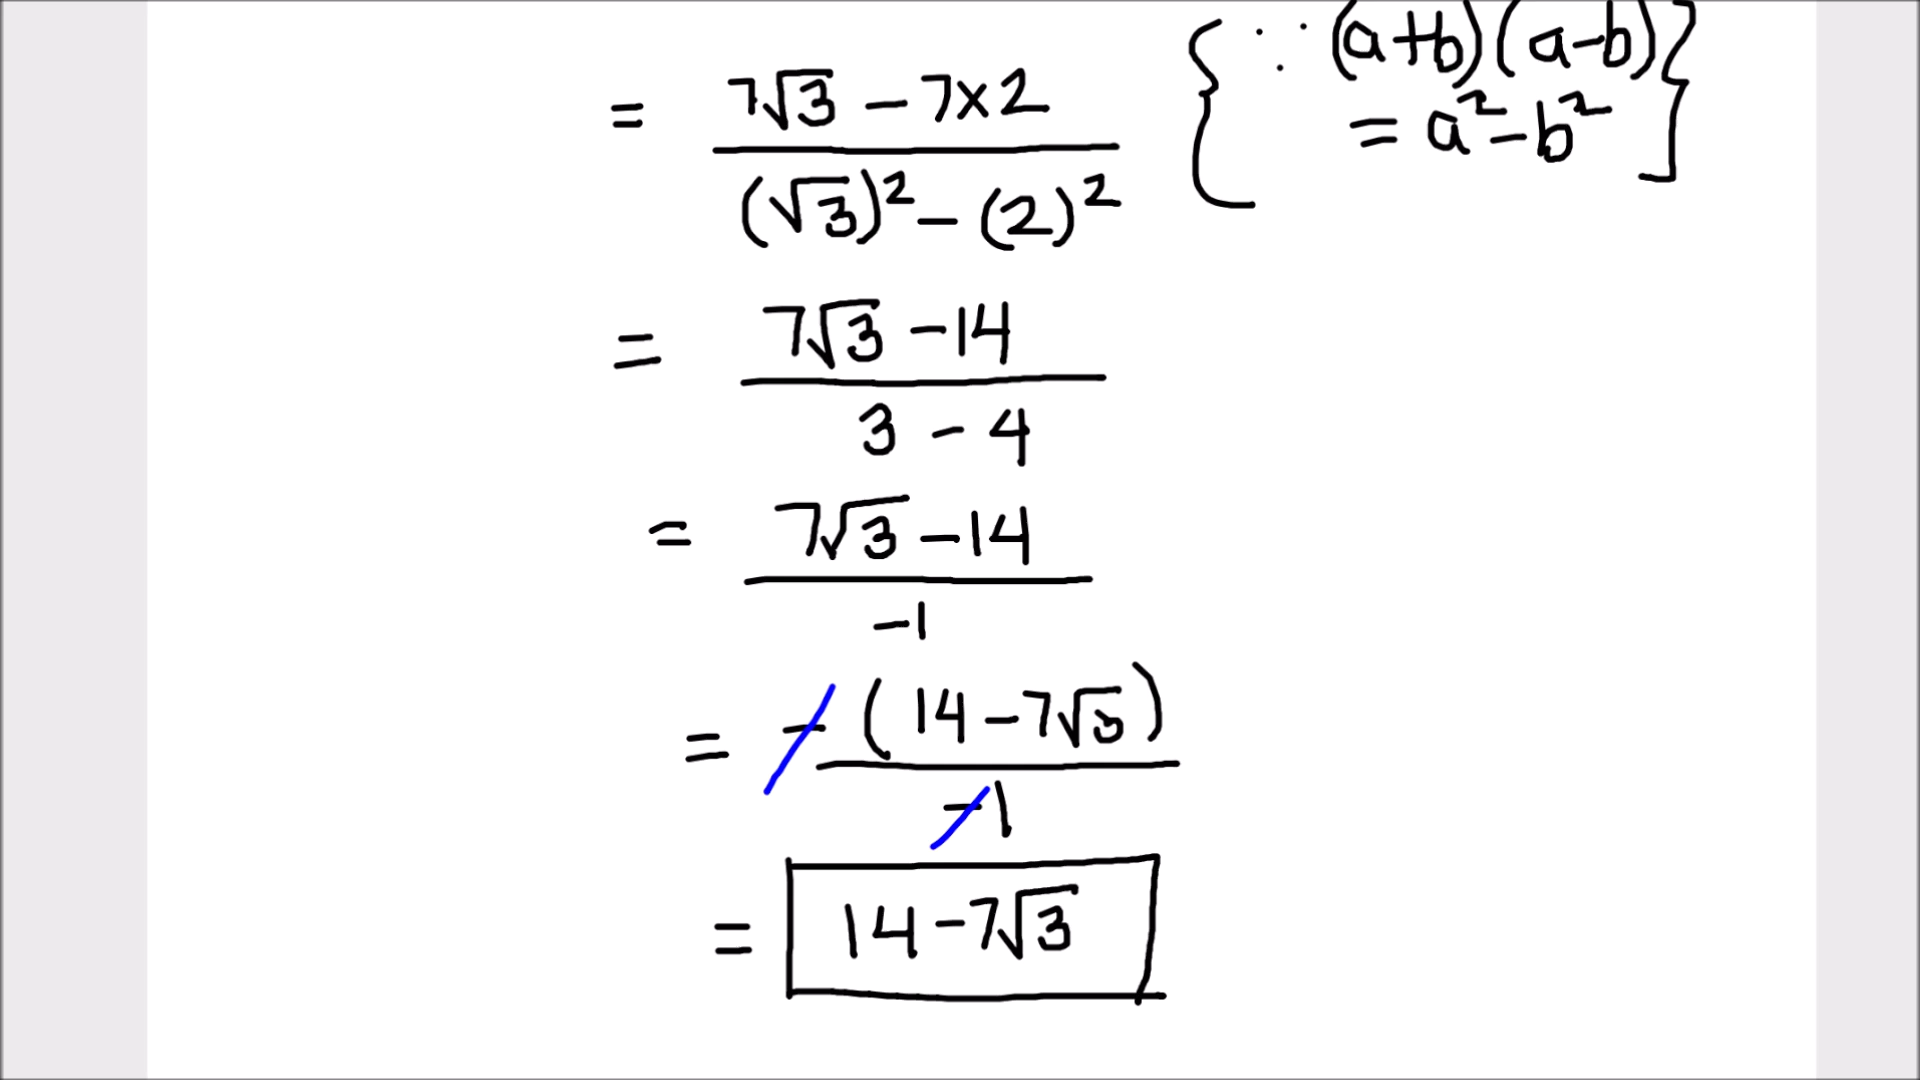 { ∵ (a+b)(a-b)
= a²-b² }
= 7√3 - 7×2
(√3)² - (2)²
= 7√3 - 14
3 - 4
= 7√3 - 14
-1
= - (14 - 7√3)
-1
= 14 - 7√3